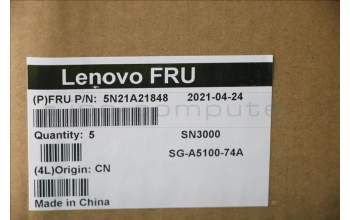 Lenovo FRU
(P)FRU P/N: 5N21A21848 2021-04-24
Quantity: 5 SN3000
SG-A5100-74A
(4L)Origin: CN
Made in China